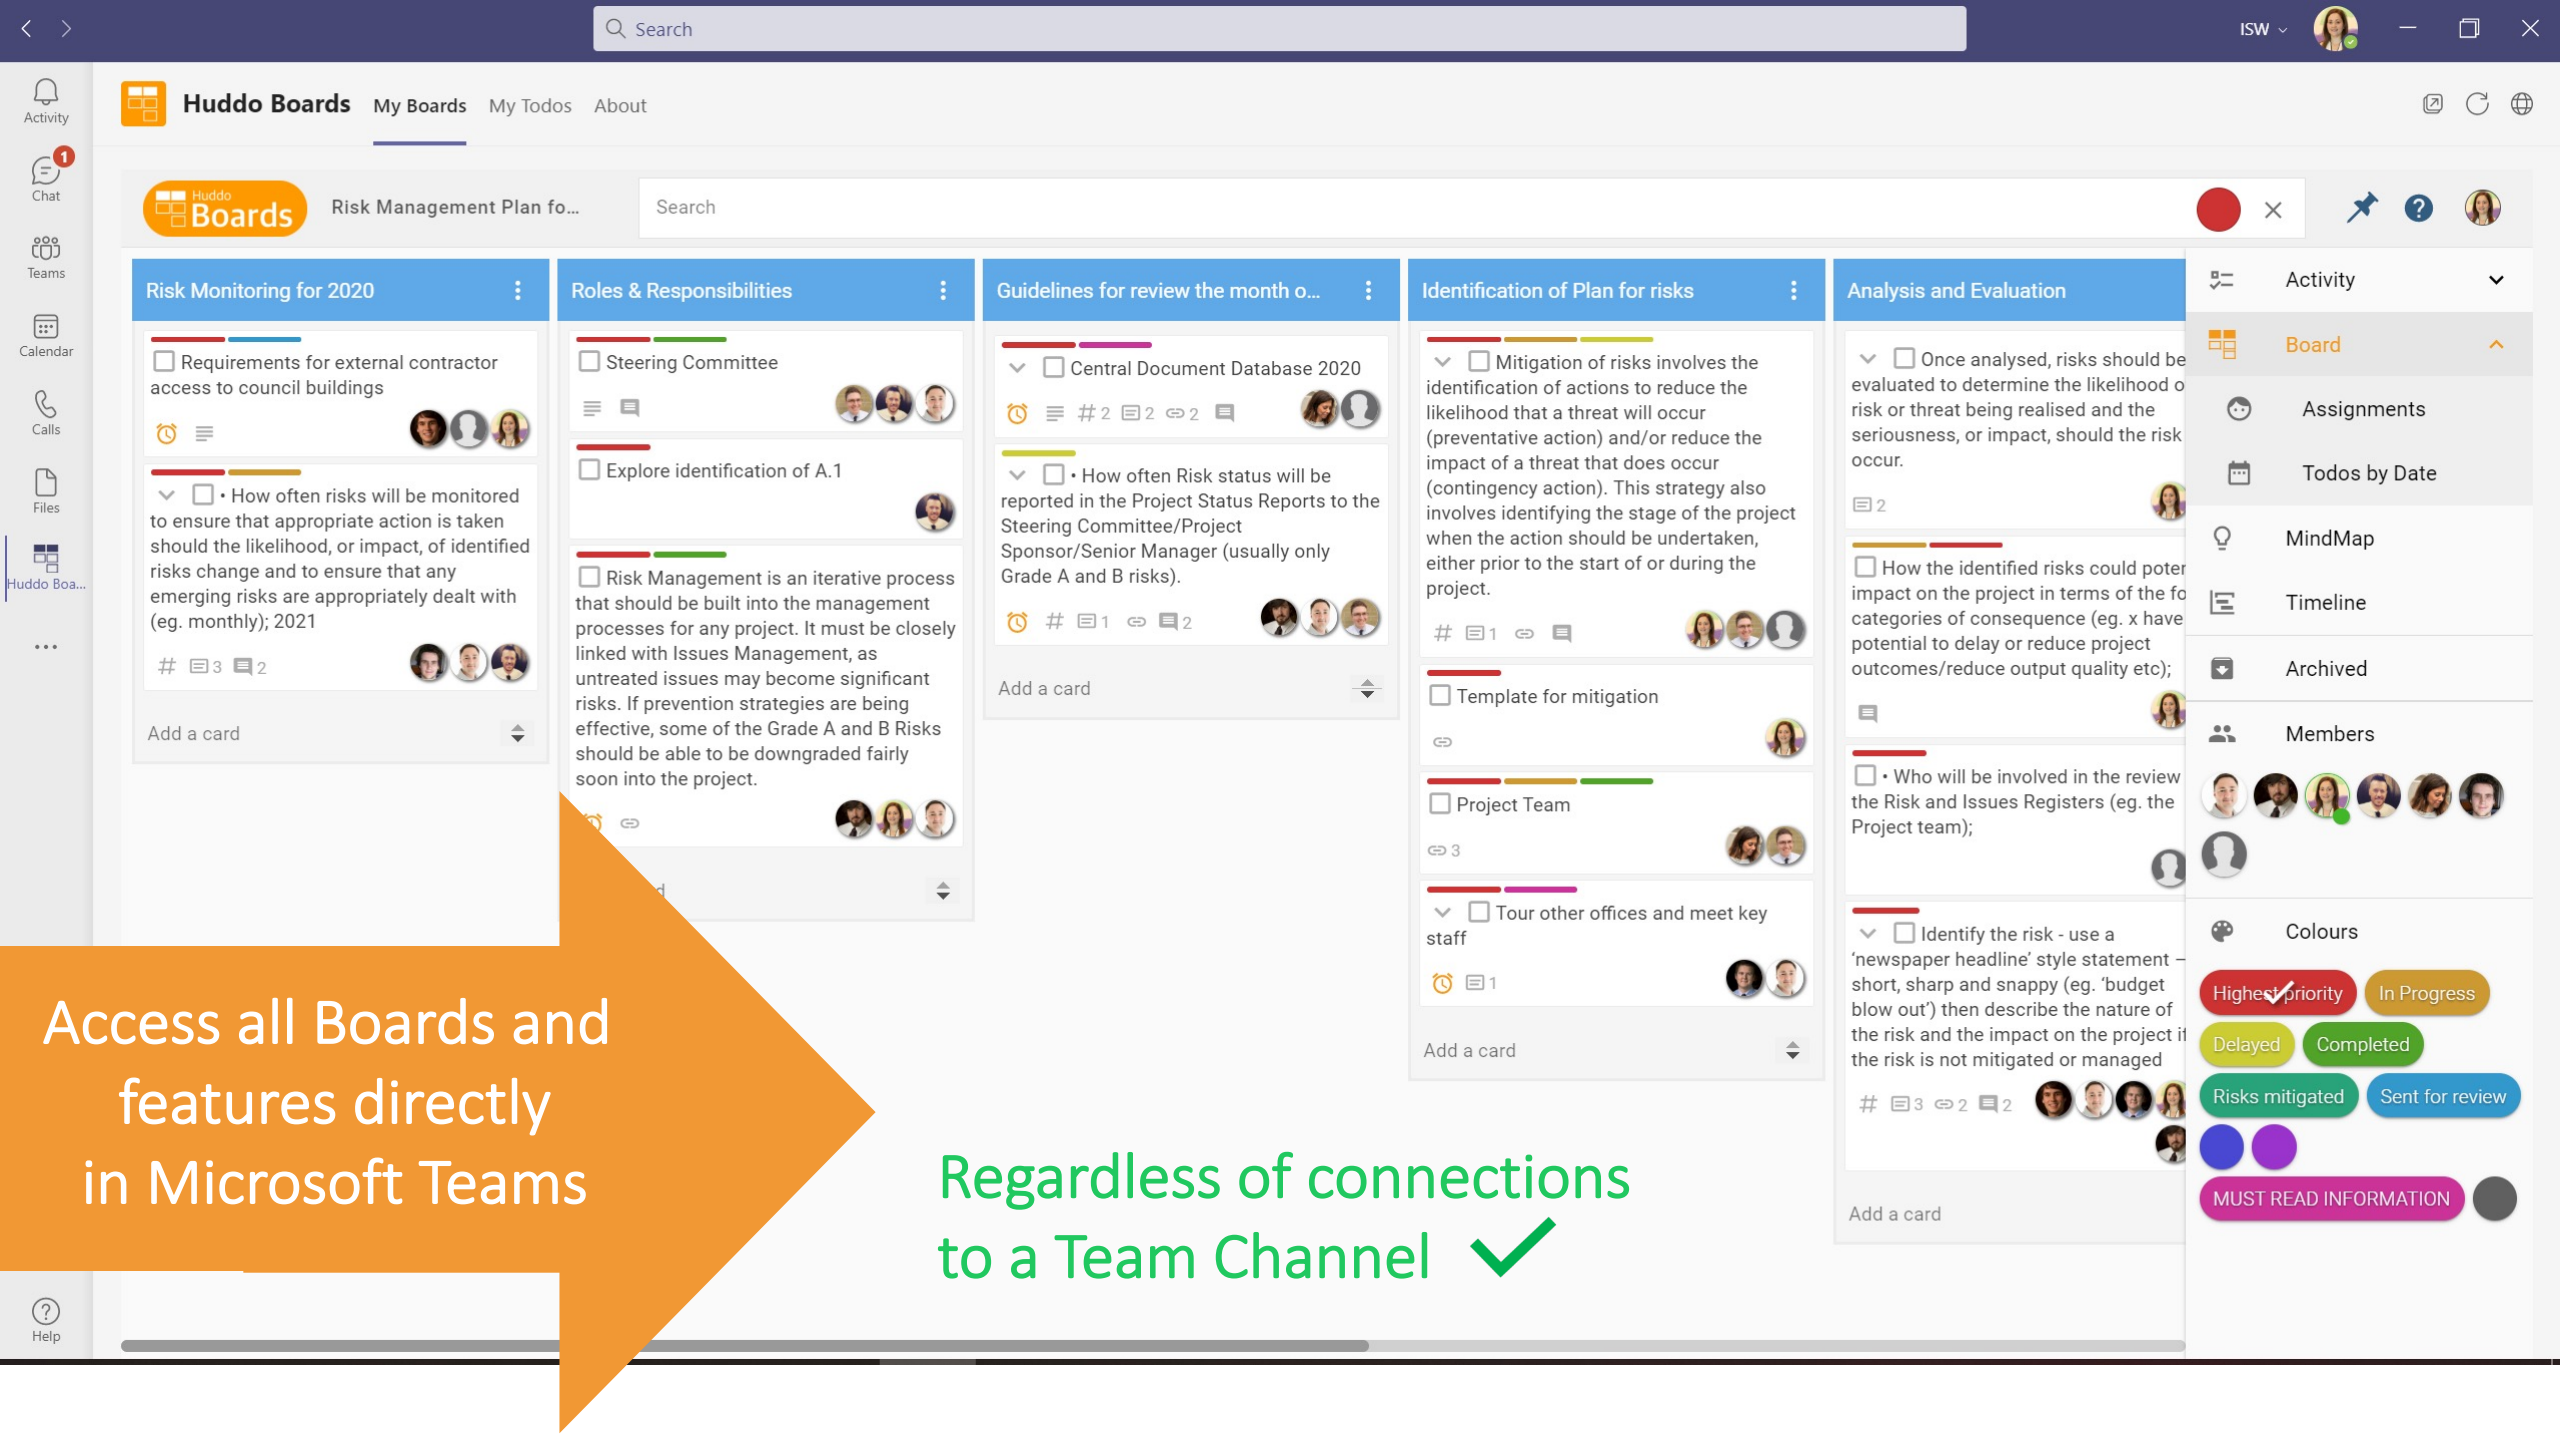 Search
ISW
Activity
1
Chat
Teams
Calendar
Calls
Files
Huddo Boa...
Help
Huddo Boards
My Boards
My Todos
About
Huddo
Boards
Risk Management Plan fo...
Search
Risk Monitoring for 2020
Requirements for external contractor
access to council buildings
• How often risks will be monitored
to ensure that appropriate action is taken
should the likelihood, or impact, of identified
risks change and to ensure that any
emerging risks are appropriately dealt with
(eg. monthly); 2021
3 2
Add a card
Roles & Responsibilities
Steering Committee
Explore identification of A.1
Risk Management is an iterative process
that should be built into the management
processes for any project. It must be closely
linked with Issues Management, as
untreated issues may become significant
risks. If prevention strategies are being
effective, some of the Grade A and B Risks
should be able to be downgraded fairly
soon into the project.
Guidelines for review the month o...
Central Document Database 2020
2 2 2
• How often Risk status will be
reported in the Project Status Reports to the
Steering Committee/Project
Sponsor/Senior Manager (usually only
Grade A and B risks).
1 2
Add a card
Identification of Plan for risks
Mitigation of risks involves the
identification of actions to reduce the
likelihood that a threat will occur
(preventative action) and/or reduce the
impact of a threat that does occur
(contingency action). This strategy also
involves identifying the stage of the project
when the action should be undertaken,
either prior to the start of or during the
project.
1
Template for mitigation
Project Team
3
Tour other offices and meet key
staff
1
Add a card
Analysis and Evaluation
Once analysed, risks should be
evaluated to determine the likelihood o
risk or threat being realised and the
seriousness, or impact, should the risk
occur.
2
How the identified risks could poter
impact on the project in terms of the fo
categories of consequence (eg. x have
potential to delay or reduce project
outcomes/reduce output quality etc);
• Who will be involved in the review
the Risk and Issues Registers (eg. the
Project team);
Identify the risk - use a
‘newspaper headline’ style statement –
short, sharp and snappy (eg. ‘budget
blow out’) then describe the nature of
the risk and the impact on the project if
the risk is not mitigated or managed
3 2 2
Add a card
Activity
Board
Assignments
Todos by Date
MindMap
Timeline
Archived
Members
Colours
Highest priority
In Progress
Delayed
Completed
Risks mitigated
Sent for review
MUST READ INFORMATION
Access all Boards and
features directly
in Microsoft Teams
Regardless of connections
to a Team Channel